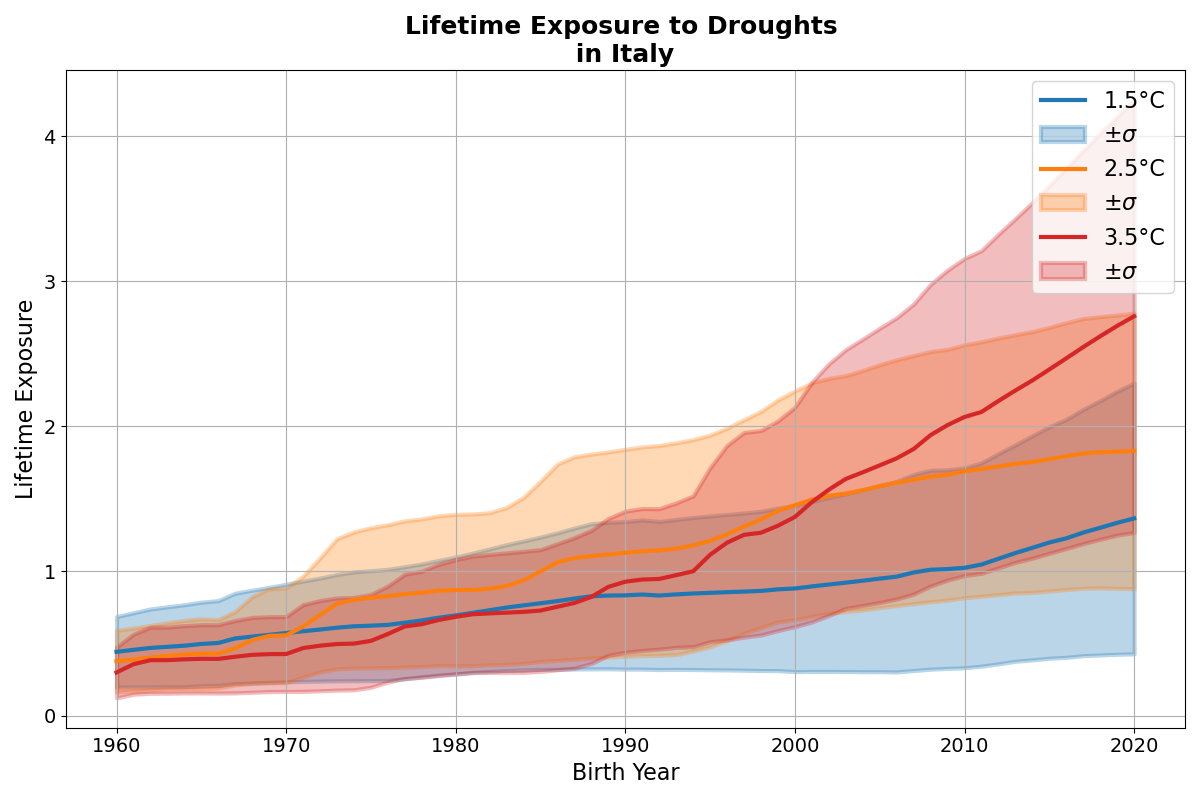 Lifetime Exposure to Droughts
in Italy
Lifetime Exposure
4
3
2
1
0
1960 1970 1980 1990 2000 2010 2020
Birth Year
1.5°C
±σ
2.5°C
±σ
3.5°C
±σ